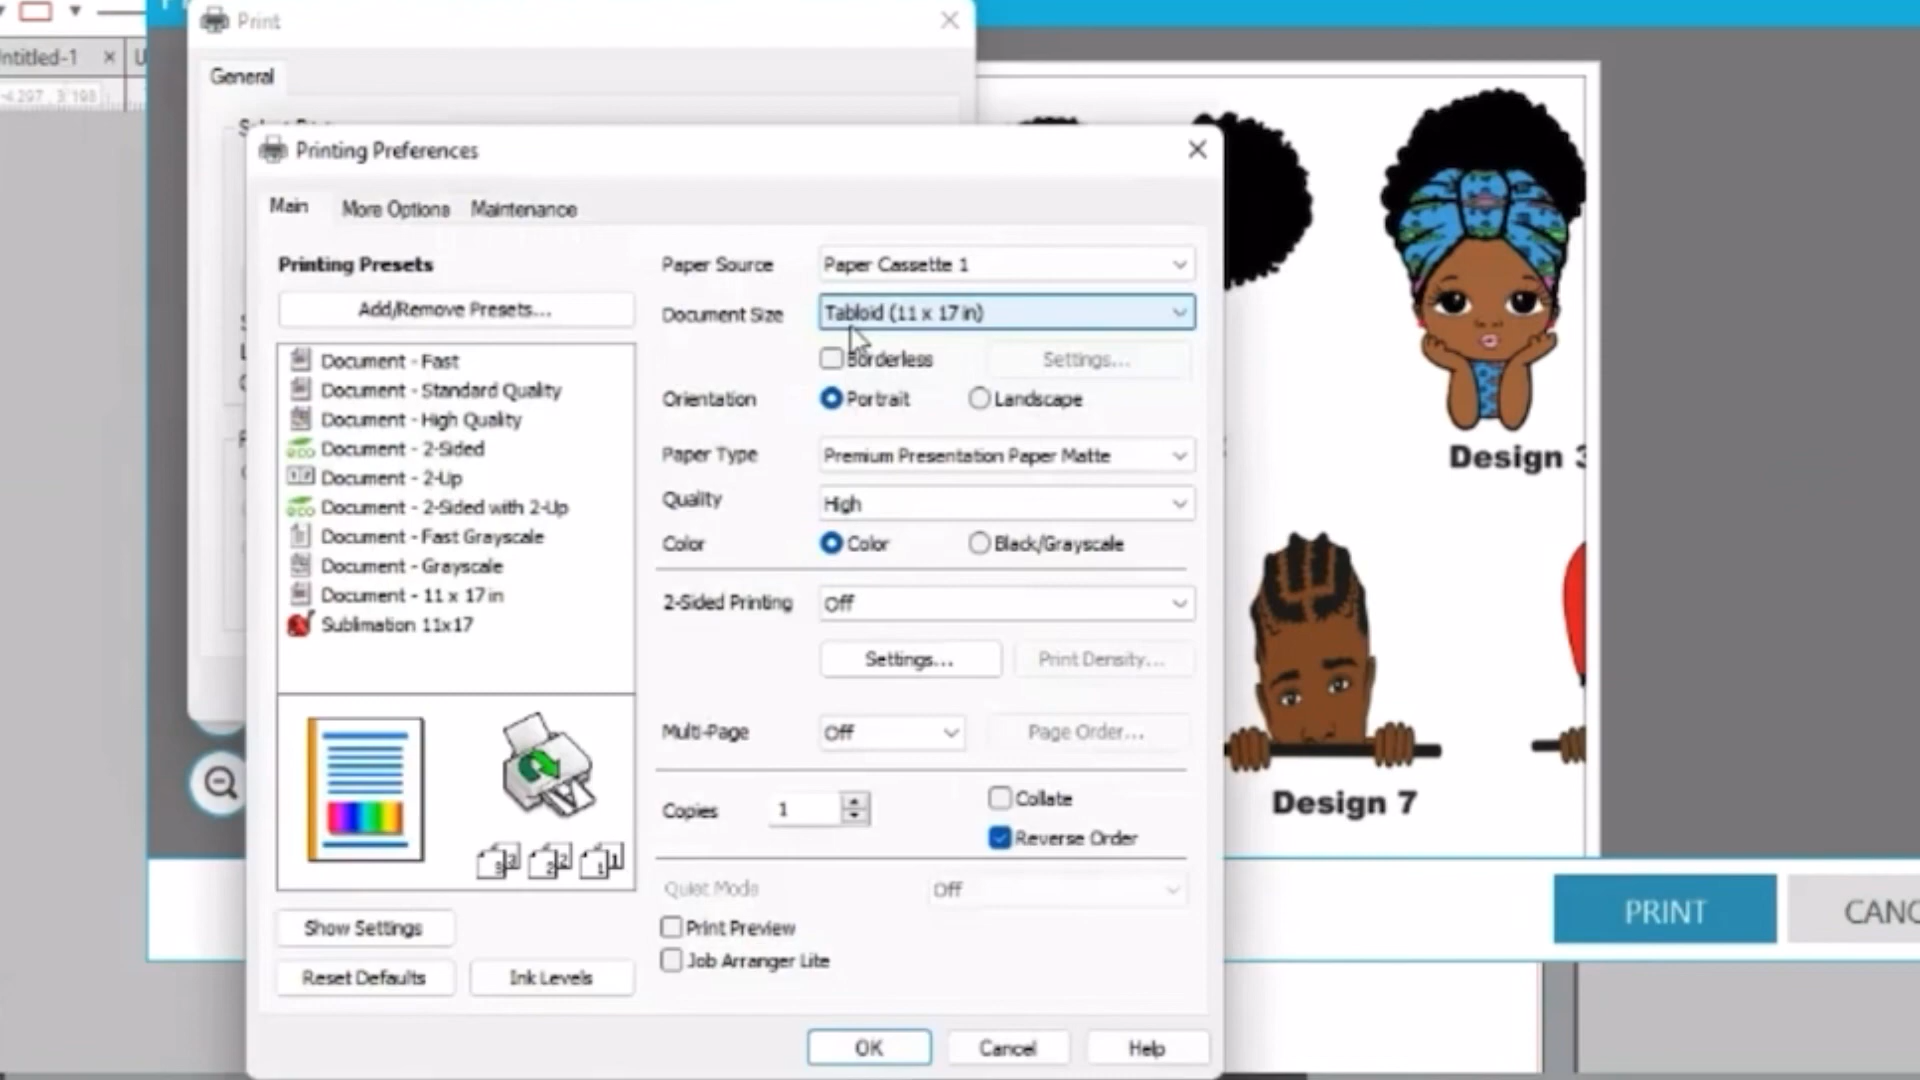 Print
ntitled-1
General
Printing Preferences
Main
More Options
Maintenance
Printing Presets
Add/Remove Presets...
Document - Fast
Document - Standard Quality
Document - High Quality
Document - 2-Sided
Document - 2-Up
Document - 2-Sided with 2-Up
Document - Fast Grayscale
Document - Grayscale
Document - 11 x 17 in
Sublimation 11x17
Show Settings
Reset Defaults
Ink Levels
Paper Source
Paper Cassette 1
Document Size
Tabloid (11 x 17 in)
Borderless
Settings...
Orientation
Portrait
Landscape
Paper Type
Premium Presentation Paper Matte
Quality
High
Color
Color
Black/Grayscale
2-Sided Printing
Off
Settings...
Print Density...
Multi-Page
Off
Page Order...
Copies
1
Collate
Reverse Order
Quiet Mode
Off
Print Preview
Job Arranger Lite
OK
Cancel
Help
Design 3
Design 7
PRINT
CANC